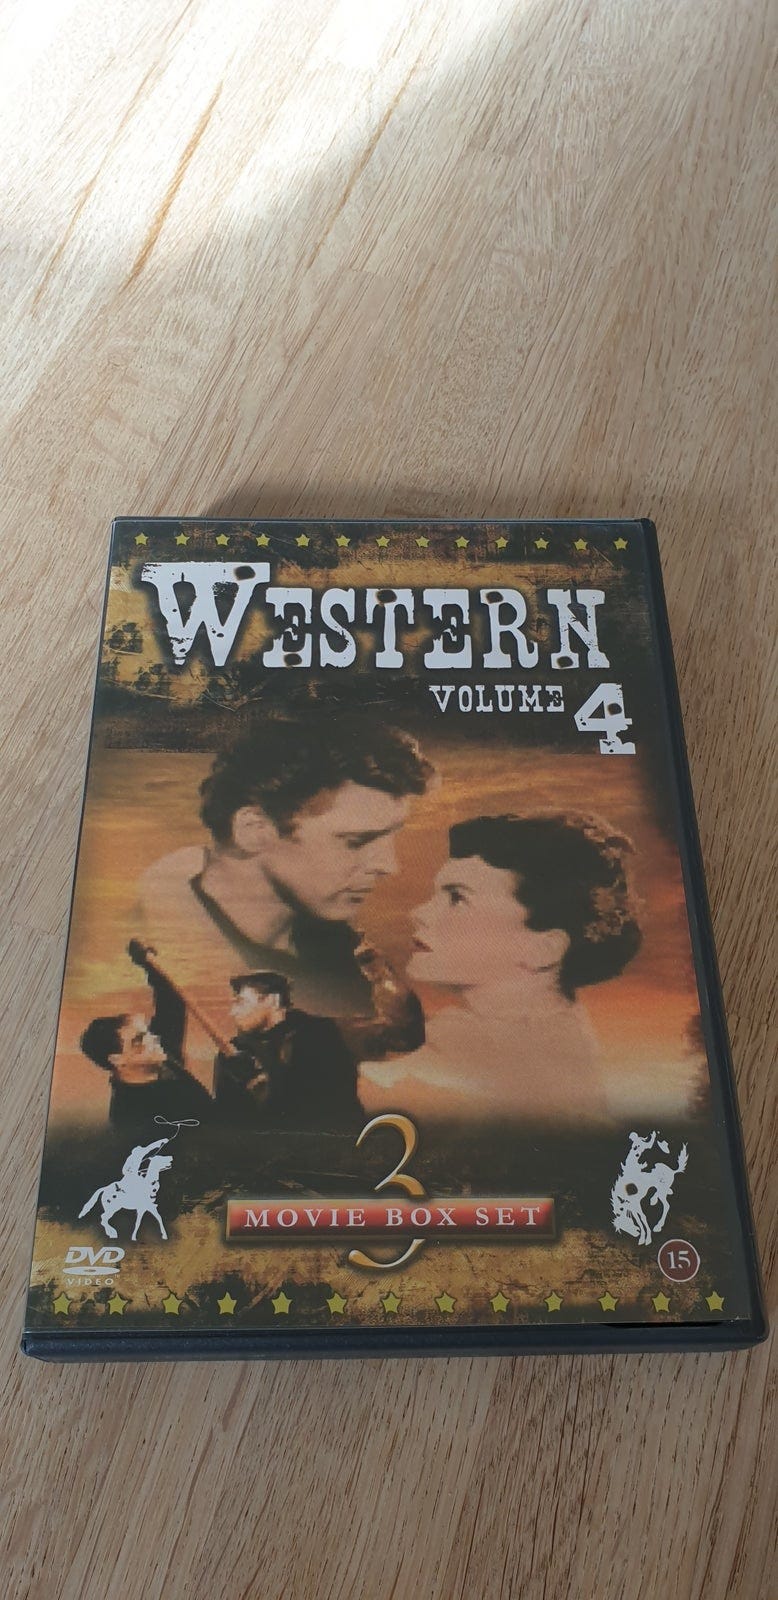 WESTERN
VOLUME 4
3
MOVIE BOX SET
DVD
VIDEO
15